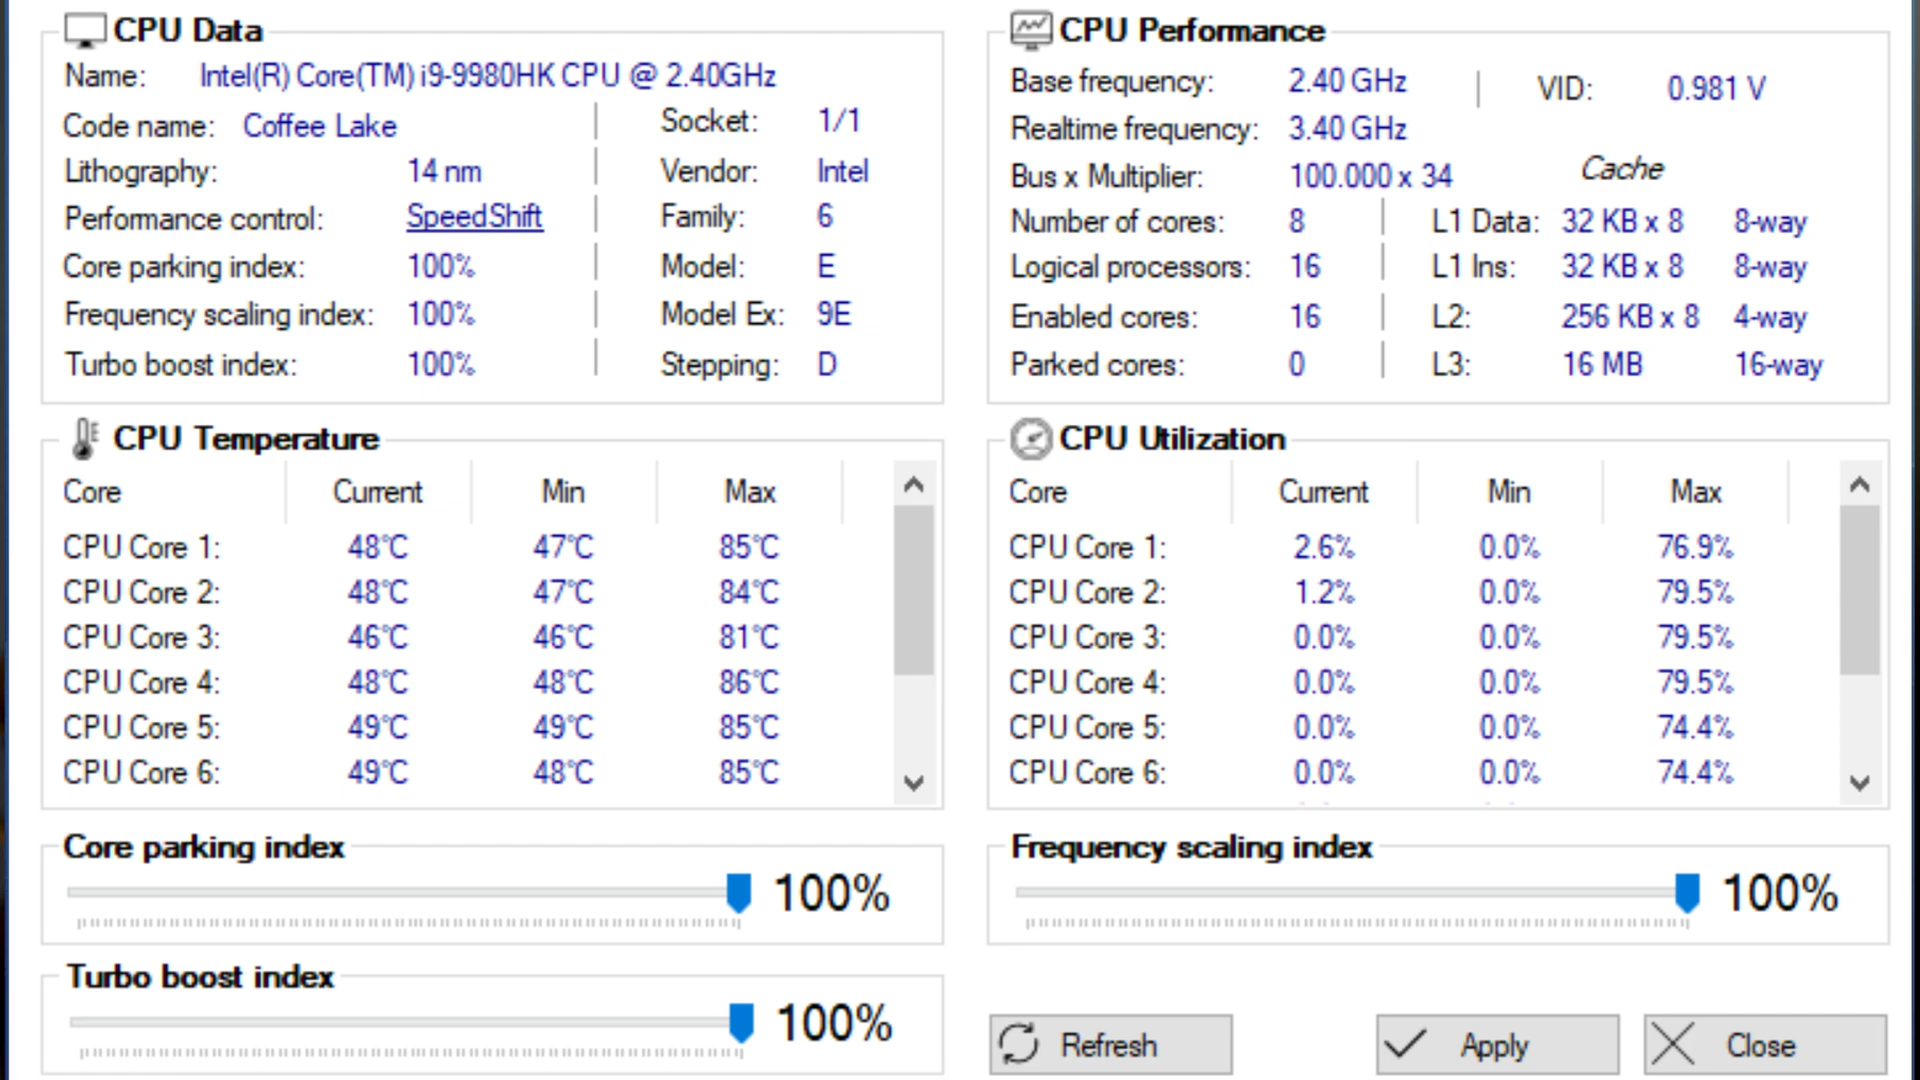 CPU Data
Name: Intel(R) Core(TM) i9-9980HK CPU @ 2.40GHz
Code name: Coffee Lake
Socket: 1/1
Lithography: 14 nm
Vendor: Intel
Performance control: SpeedShift
Family: 6
Core parking index: 100%
Model: E
Frequency scaling index: 100%
Model Ex: 9E
Turbo boost index: 100%
Stepping: D
CPU Performance
Base frequency: 2.40 GHz
VID: 0.981 V
Realtime frequency: 3.40 GHz
Bus x Multiplier: 100.000 x 34
Cache
Number of cores: 8
L1 Data: 32 KB x 8 8-way
Logical processors: 16
L1 Ins: 32 KB x 8 8-way
Enabled cores: 16
L2: 256 KB x 8 4-way
Parked cores: 0
L3: 16 MB 16-way
CPU Temperature
Core Current Min Max
CPU Core 1: 48°C 47°C 85°C
CPU Core 2: 48°C 47°C 84°C
CPU Core 3: 46°C 46°C 81°C
CPU Core 4: 48°C 48°C 86°C
CPU Core 5: 49°C 49°C 85°C
CPU Core 6: 49°C 48°C 85°C
CPU Utilization
Core Current Min Max
CPU Core 1: 2.6% 0.0% 76.9%
CPU Core 2: 1.2% 0.0% 79.5%
CPU Core 3: 0.0% 0.0% 79.5%
CPU Core 4: 0.0% 0.0% 79.5%
CPU Core 5: 0.0% 0.0% 74.4%
CPU Core 6: 0.0% 0.0% 74.4%
Core parking index
100%
Frequency scaling index
100%
Turbo boost index
100%
Refresh
Apply
Close